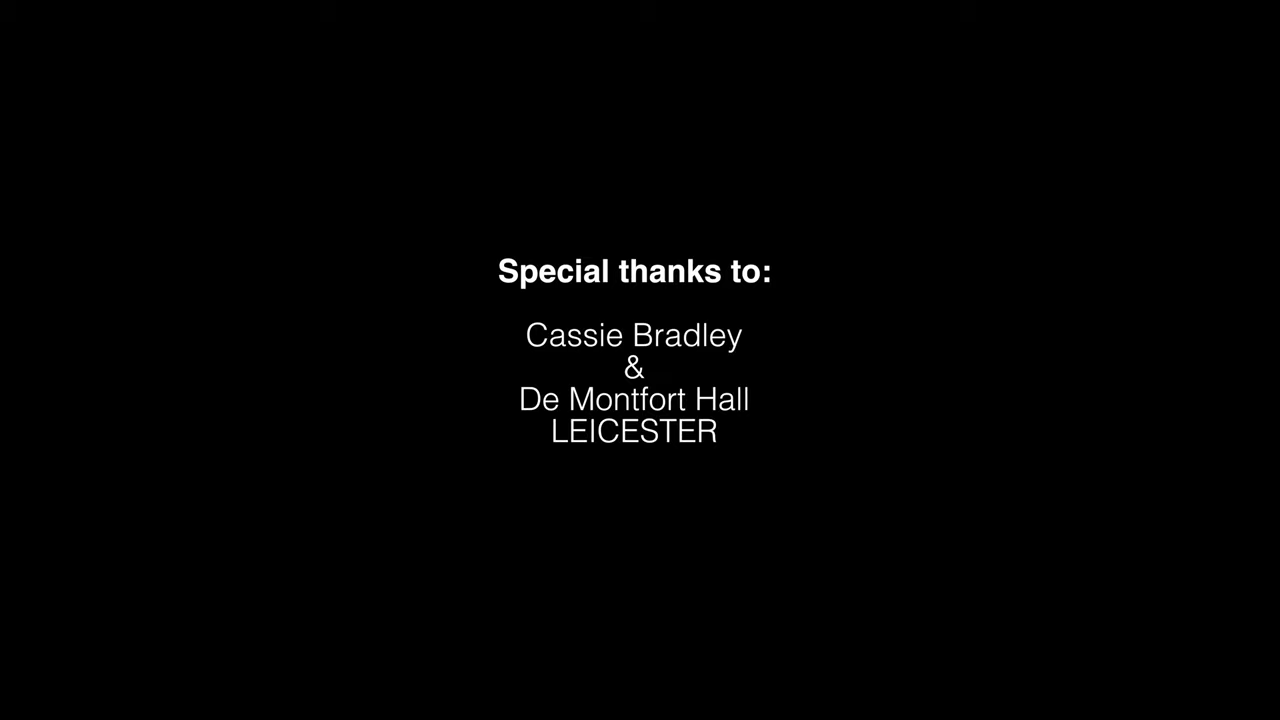 Special thanks to:
Cassie Bradley
&
De Montfort Hall
LEICESTER